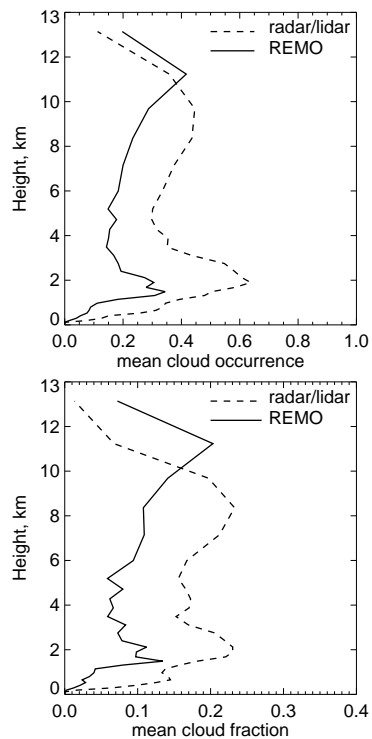 13
12
10
8
6
4
2
0
Height, km
radar/lidar
REMO
0.0 0.2 0.4 0.6 0.8 1.0
mean cloud occurrence
13
12
10
8
6
4
2
0
Height, km
radar/lidar
REMO
0.0 0.1 0.2 0.3 0.4
mean cloud fraction